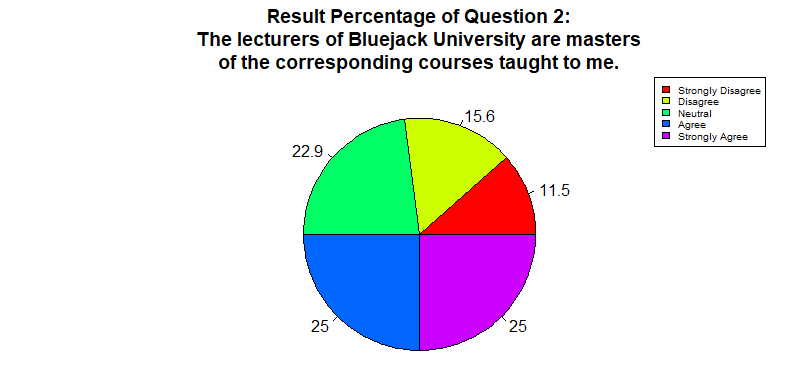 Result Percentage of Question 2:
The lecturers of Bluejack University are masters
of the corresponding courses taught to me.
Strongly Disagree
Disagree
Neutral
Agree
Strongly Agree
15.6
22.9
11.5
25
25